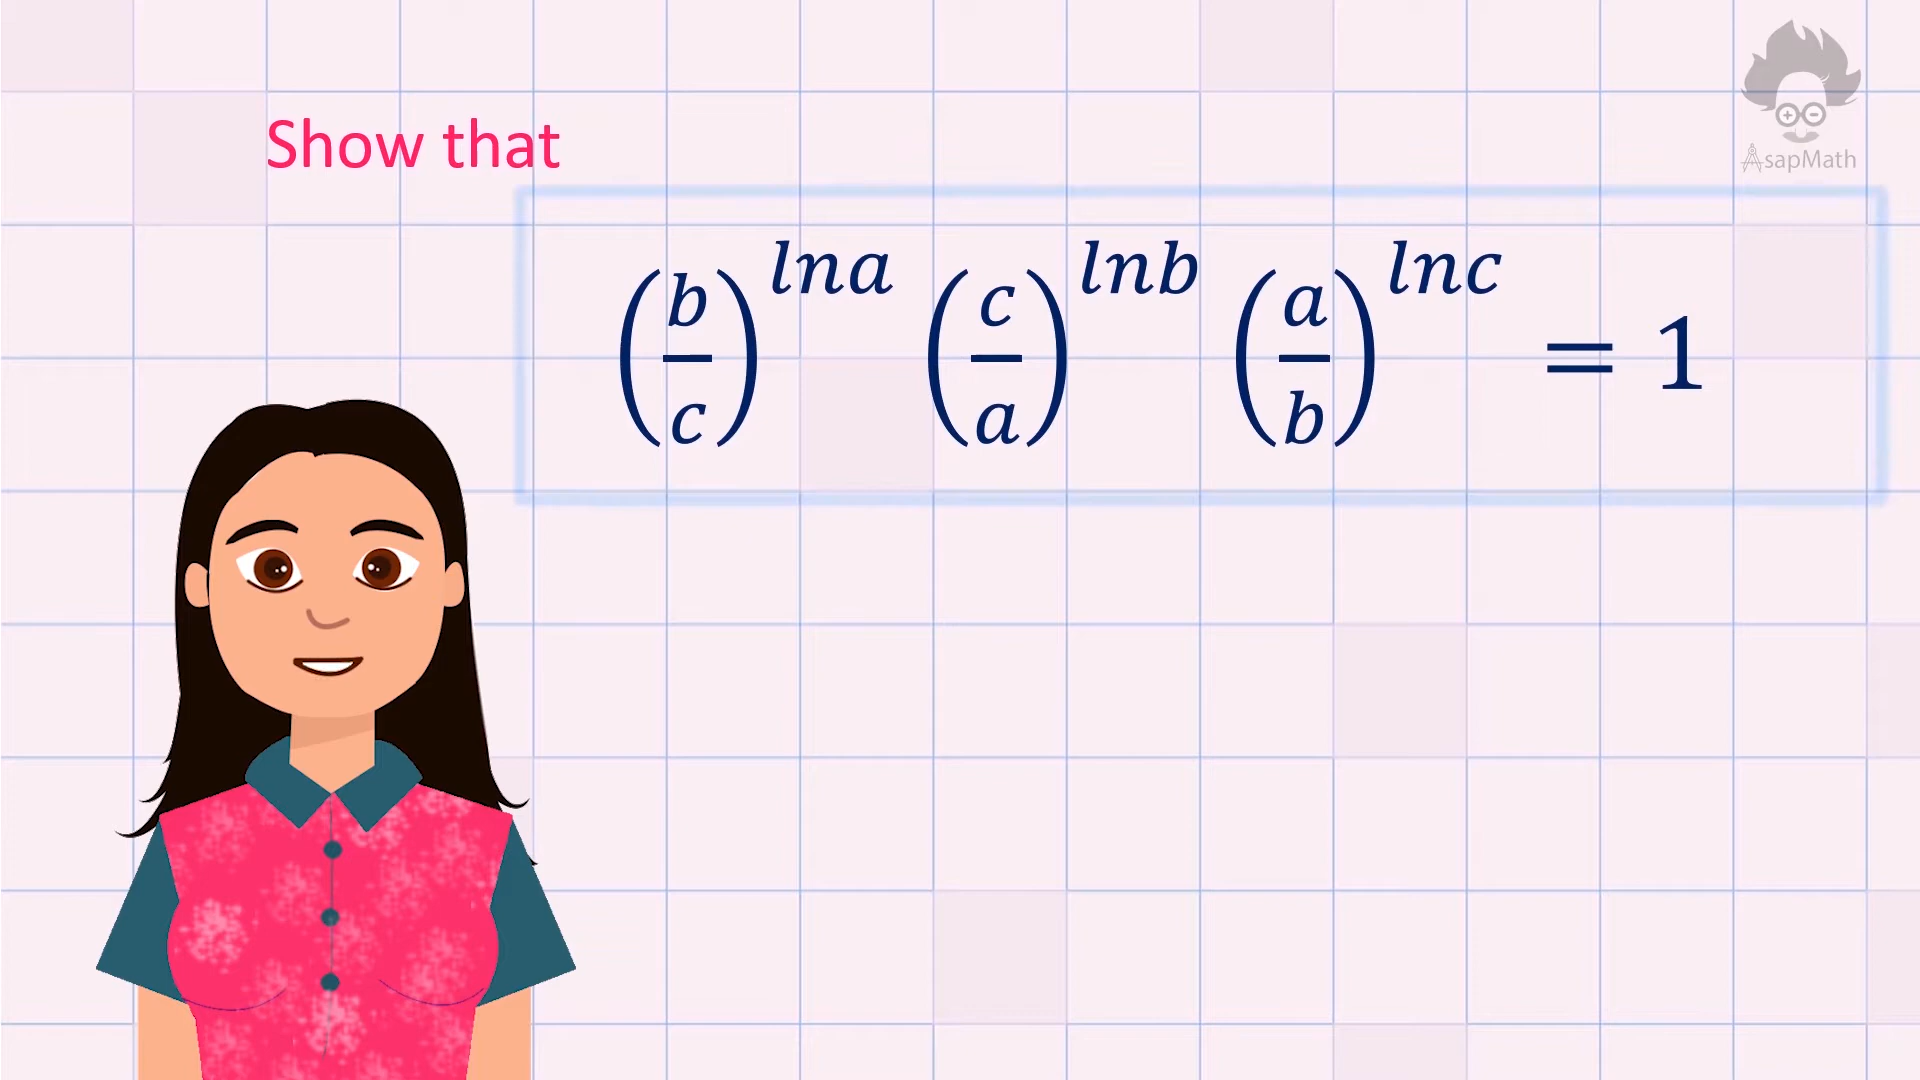 Show that
AsapMath
(b/c)^{lna} (c/a)^{lnb} (a/b)^{lnc} = 1